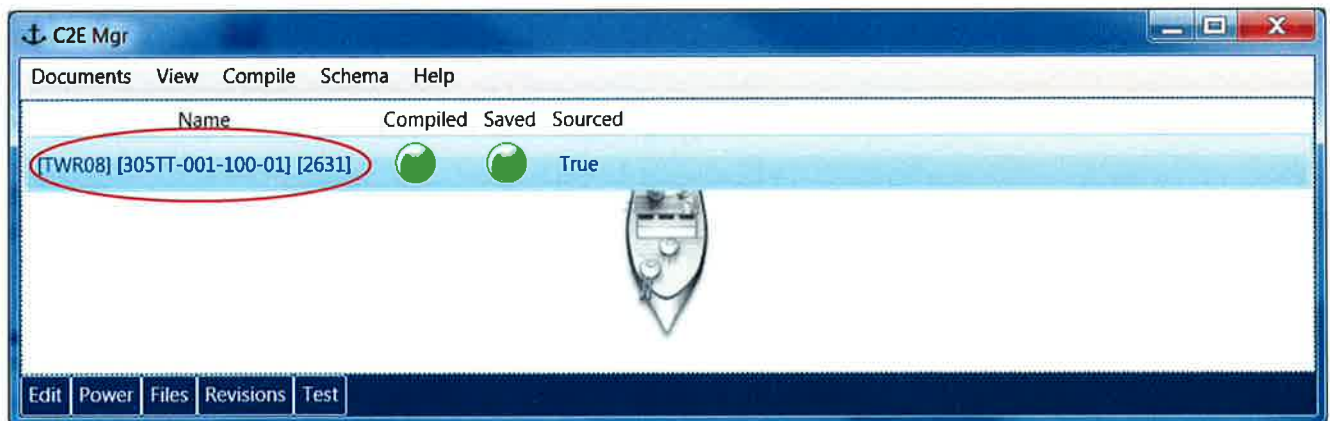 C2E Mgr
Documents View Compile Schema Help
Name Compiled Saved Sourced
[TWR08] [305TT-001-100-01] [2631] True
Edit Power Files Revisions Test